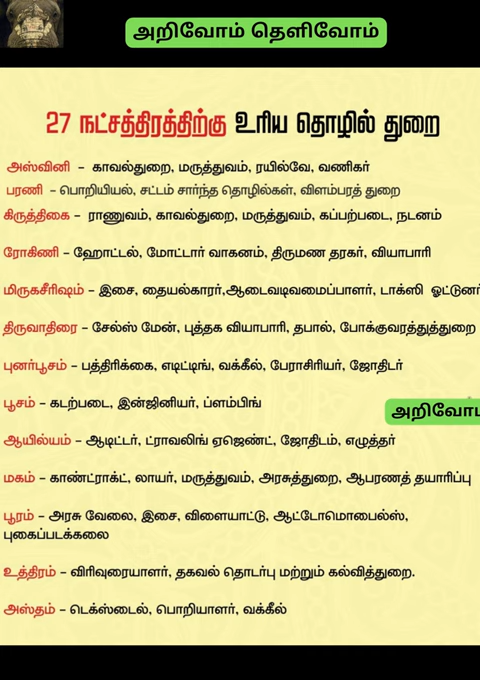 அறிவோம் தெளிவோம்
27 நட்சத்திரத்திற்கு உரிய தொழில் துறை
அஸ்வினி – காவல்துறை, மருத்துவம், ரயில்வே, வணிகர்
பரணி – பொறியியல், சட்டம் சார்ந்த தொழில்கள், விளம்பரத் துறை
கிருத்திகை – ராணுவம், காவல்துறை, மருத்துவம், கப்பற்படை, நடனம்
ரோகிணி – ஹோட்டல், மோட்டார் வாகனம், திருமண தரகர், வியாபாரி
மிருகசீரிஷம் – இசை, தையல்காரர்,ஆடைவடிவமைப்பாளர், டாக்ஸி ஓட்டுனர்
திருவாதிரை – சேல்ஸ் மேன், புத்தக வியாபாரி, தபால், போக்குவரத்துத்துறை
புனர்பூசம் – பத்திரிக்கை, எடிட்டிங், வக்கீல், பேராசிரியர், ஜோதிடர்
பூசம் – கடற்படை, இன்ஜினியர், ப்ளம்பிங்
அறிவோம்
ஆயில்யம் – ஆடிட்டர், ட்ராவலிங் ஏஜெண்ட், ஜோதிடம், எழுத்தர்
மகம் – காண்ட்ராக்ட், லாயர், மருத்துவம், அரசுத்துறை, ஆபரணத் தயாரிப்பு
பூரம் – அரசு வேலை, இசை, விளையாட்டு, ஆட்டோமொபைல்ஸ்,
புகைப்படக்கலை
உத்திரம் – விரிவுரையாளர், தகவல் தொடர்பு மற்றும் கல்வித்துறை.
அஸ்தம் – டெக்ஸ்டைல், பொறியாளர், வக்கீல்